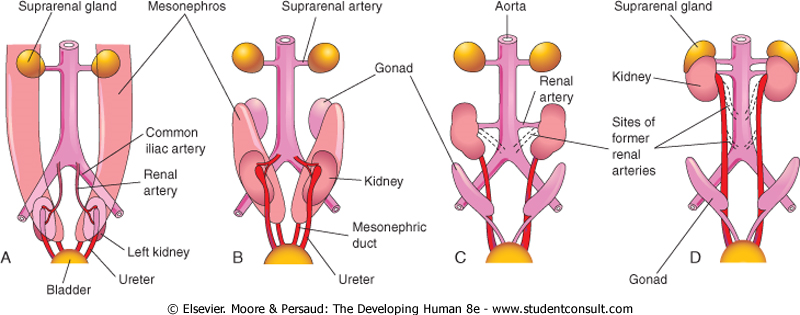 Suprarenal gland
Mesonephros
Suprarenal artery
Aorta
Suprarenal gland
Gonad
Kidney
Renal
artery
Common
iliac artery
Renal
artery
Sites of
former
renal
arteries
Kidney
Mesonephric
duct
Left kidney
A
B
C
D
Ureter
Ureter
Gonad
Bladder
© Elsevier. Moore & Persaud: The Developing Human 8e - www.studentconsult.com